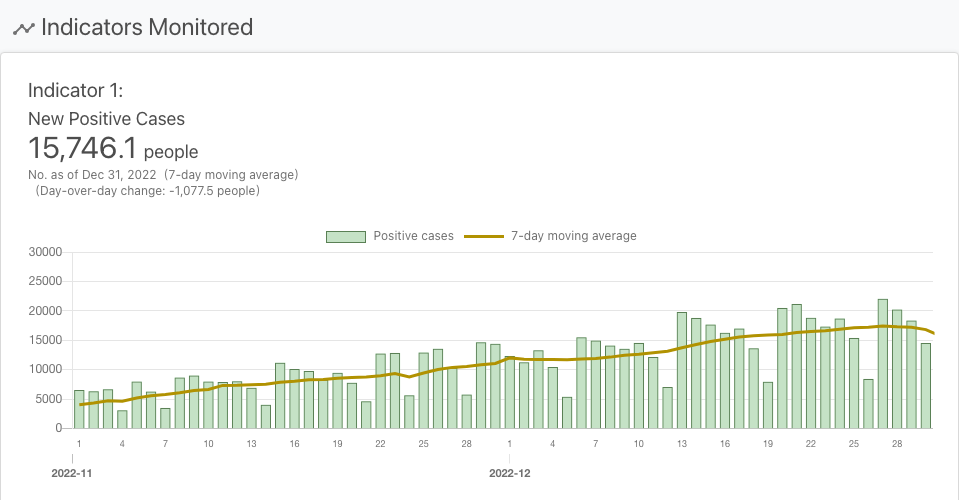 Indicators Monitored
Indicator 1:
New Positive Cases
15,746.1 people
No. as of Dec 31, 2022 (7-day moving average)
(Day-over-day change: -1,077.5 people)
Positive cases 7-day moving average
30000
25000
20000
15000
10000
5000
0
1 4 7 10 13 16 19 22 25 28 1 4 7 10 13 16 19 22 25 28
2022-11 2022-12